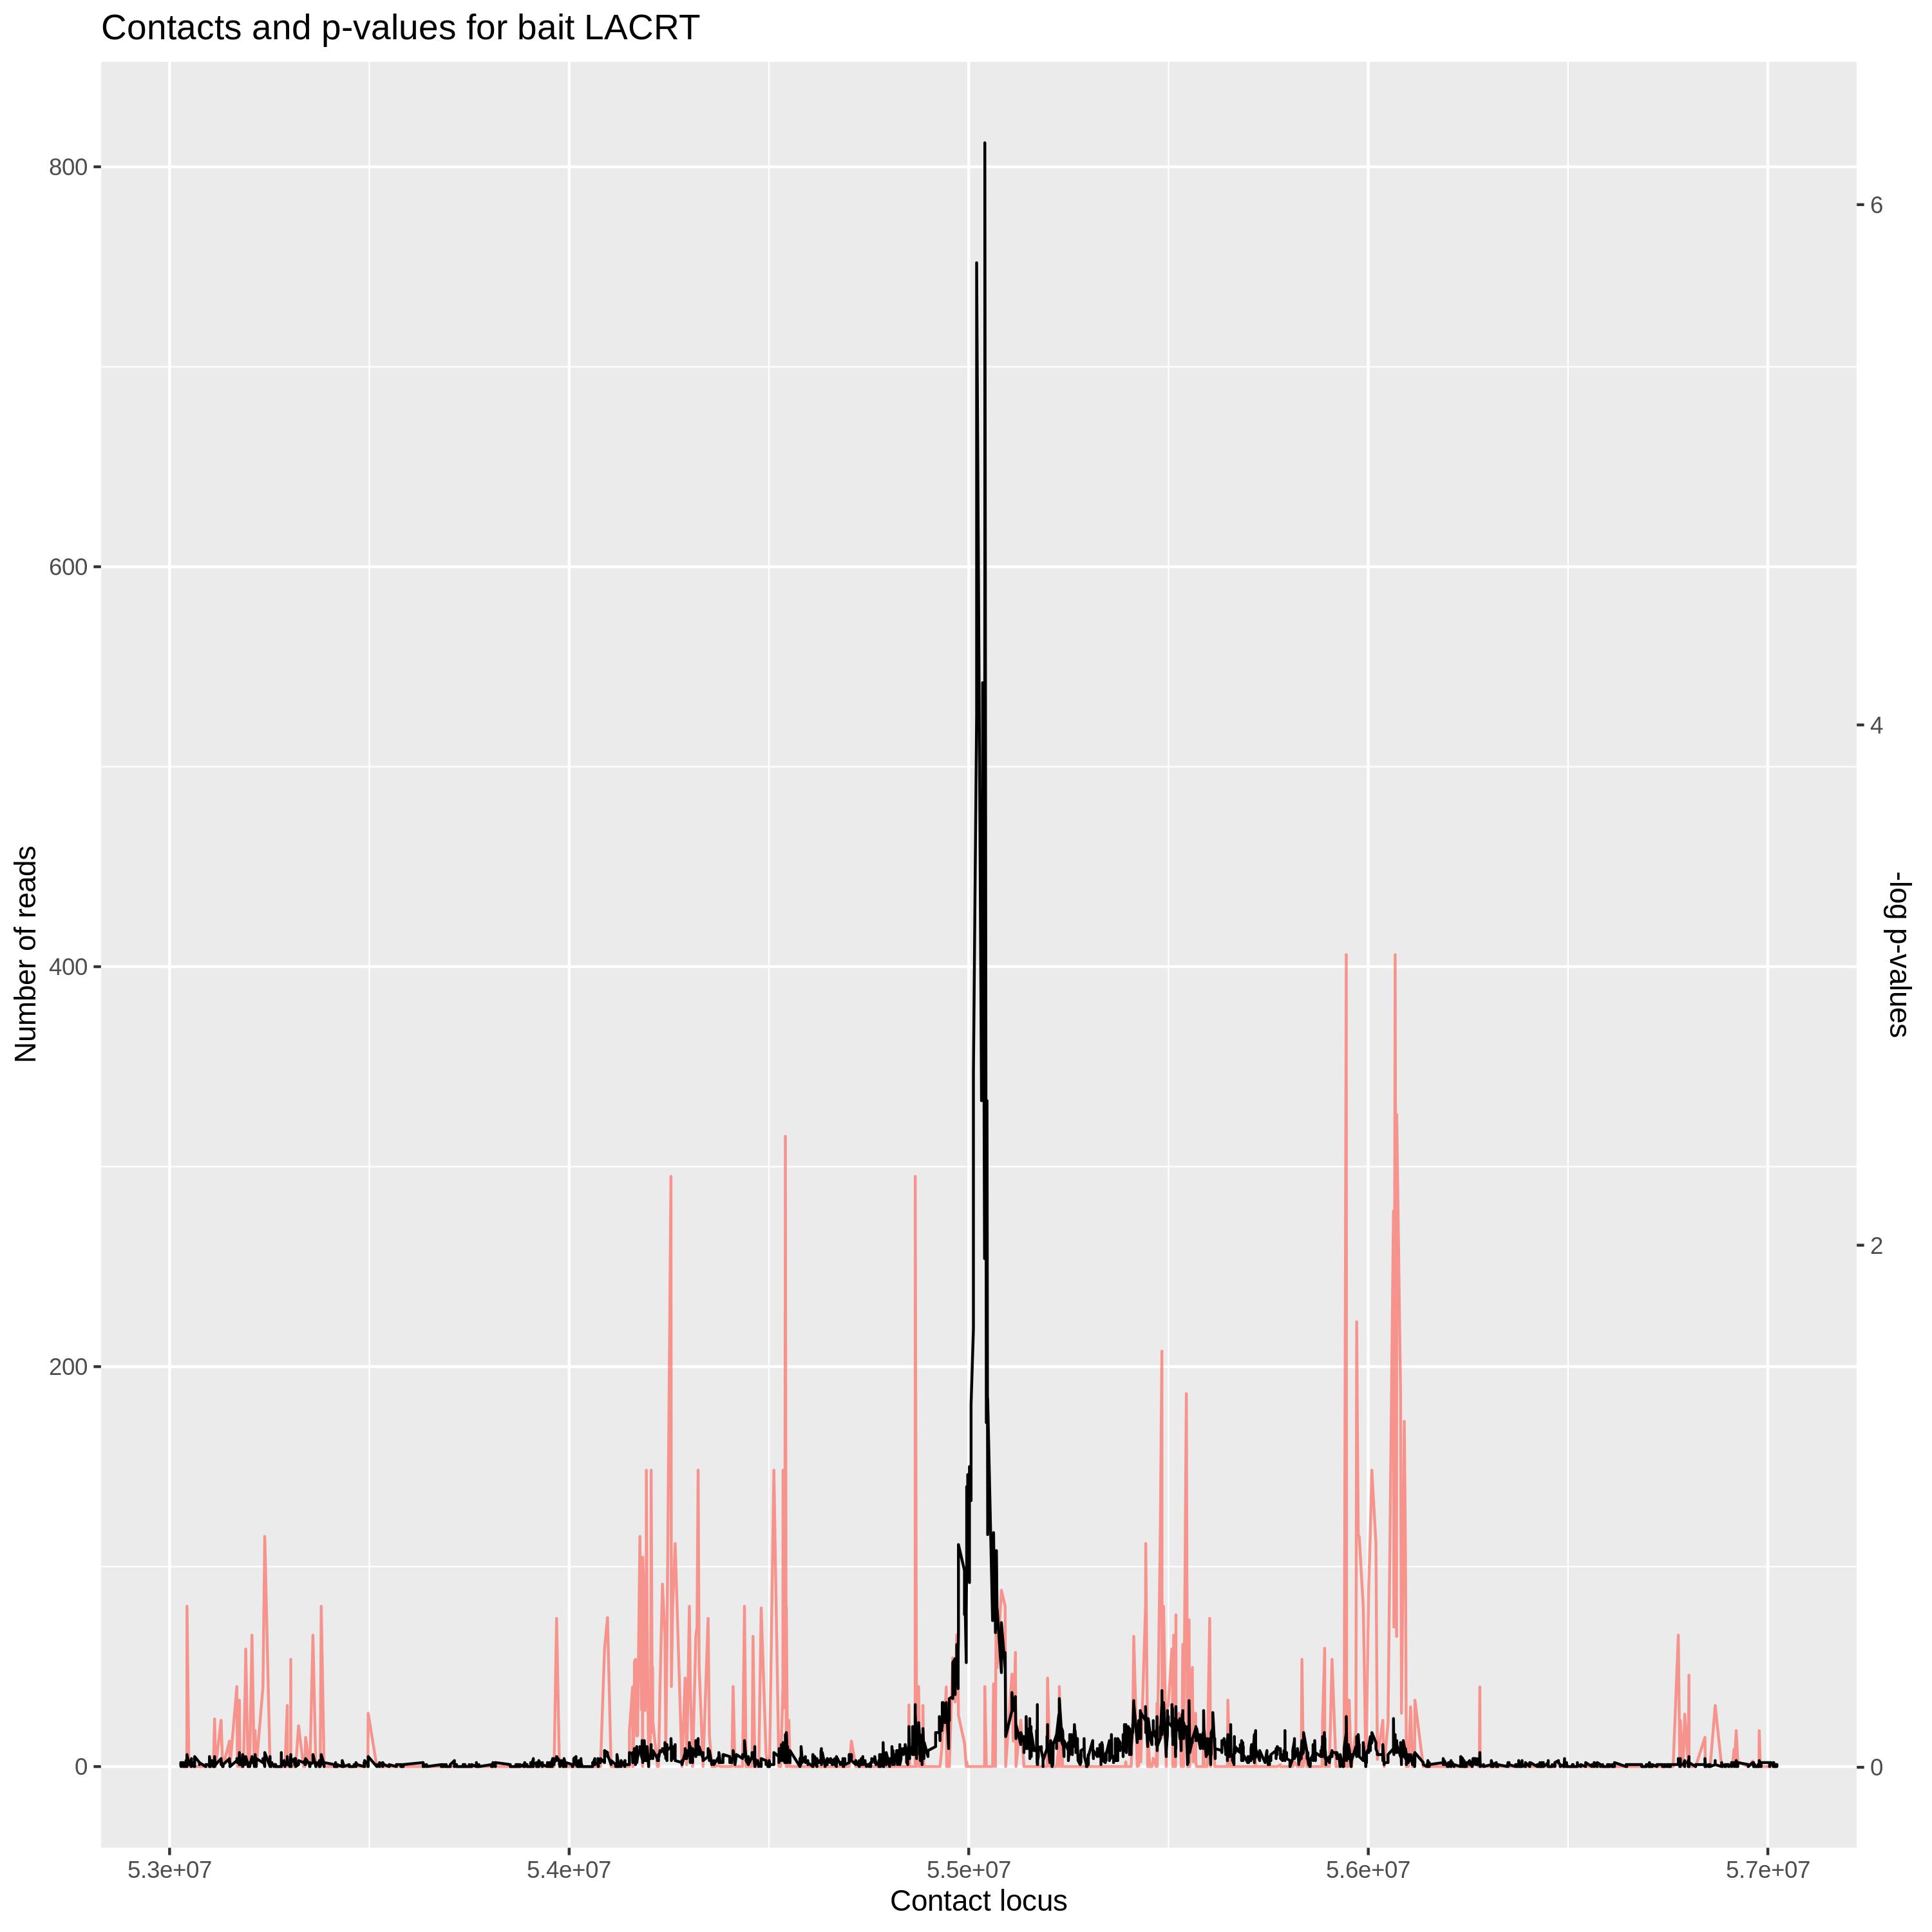 Contacts and p-values for bait LACRT
800
600
400
200
0
Number of reads
6
4
2
0
-log p-values
5.3e+07
5.4e+07
5.5e+07
5.6e+07
5.7e+07
Contact locus